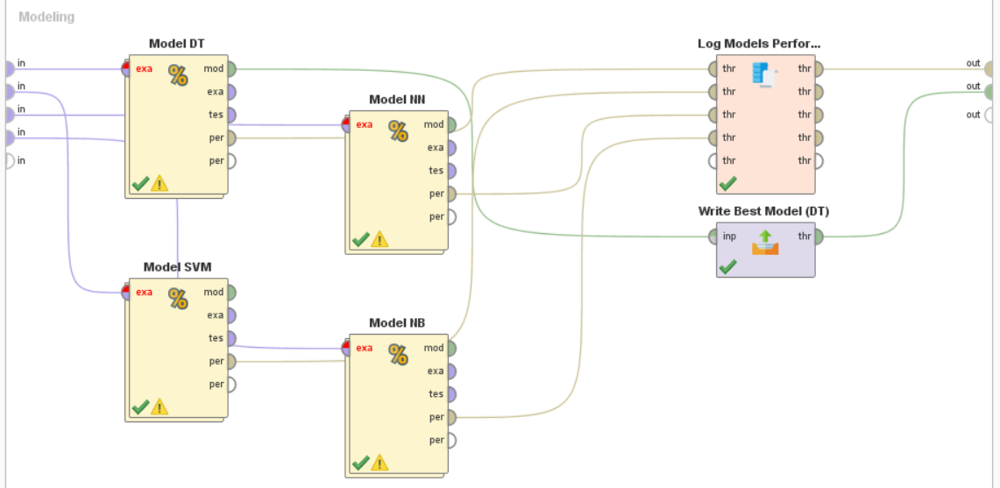 Modeling
Model DT
in
exa
mod
in
exa
in
tes
in
per
in
per
Model NN
exa
mod
exa
tes
per
per
Log Models Perfor...
thr
thr
thr
thr
thr
thr
thr
thr
thr
thr
out
out
out
Write Best Model (DT)
inp
thr
Model SVM
exa
mod
exa
tes
per
per
Model NB
exa
mod
exa
tes
per
per